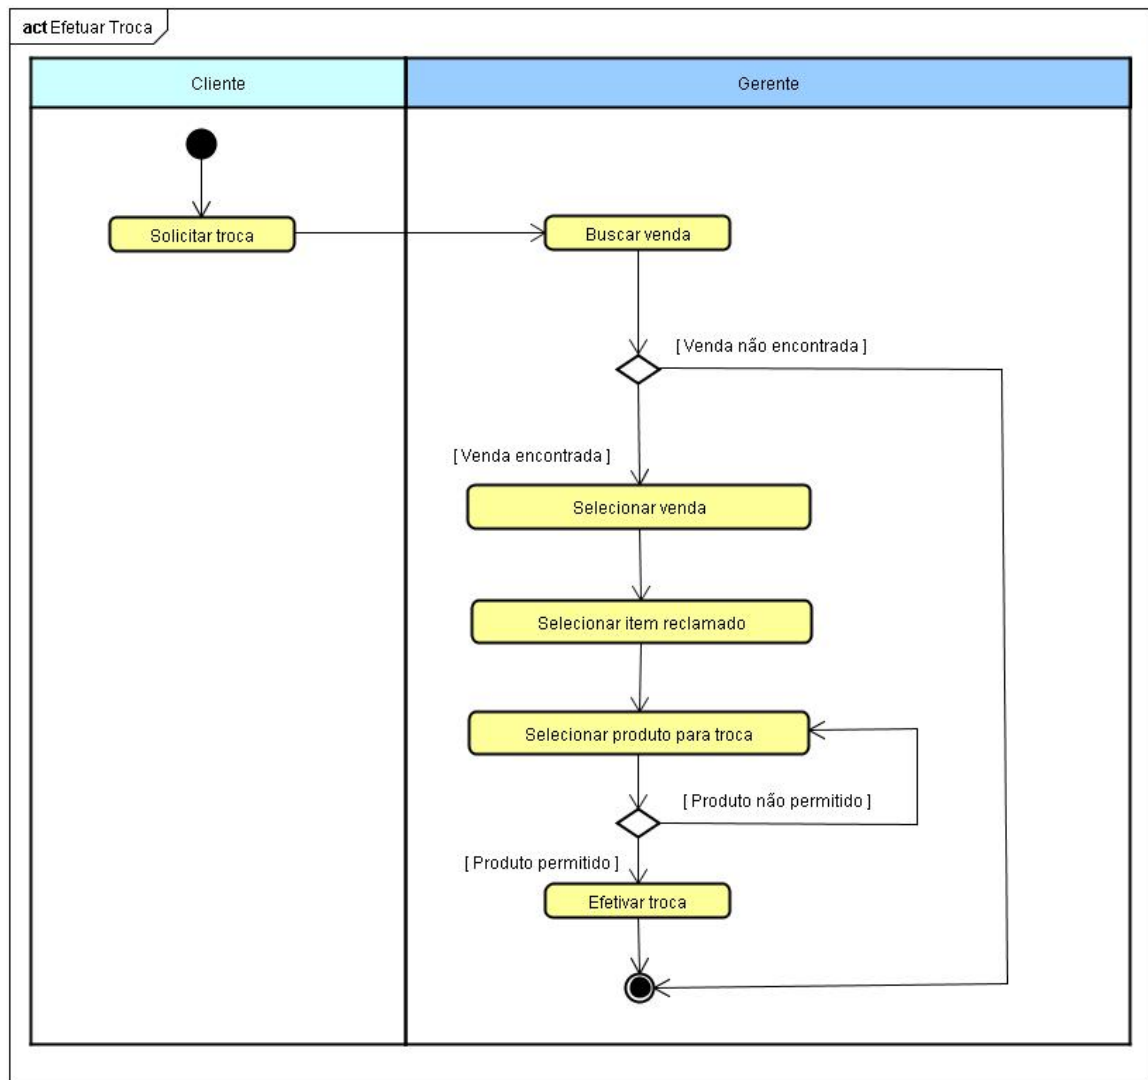 act Efetuar Troca
Cliente
Gerente
Solicitar troca
Buscar venda
[ Venda não encontrada ]
[ Venda encontrada ]
Selecionar venda
Selecionar item reclamado
Selecionar produto para troca
[ Produto não permitido ]
[ Produto permitido ]
Efetivar troca